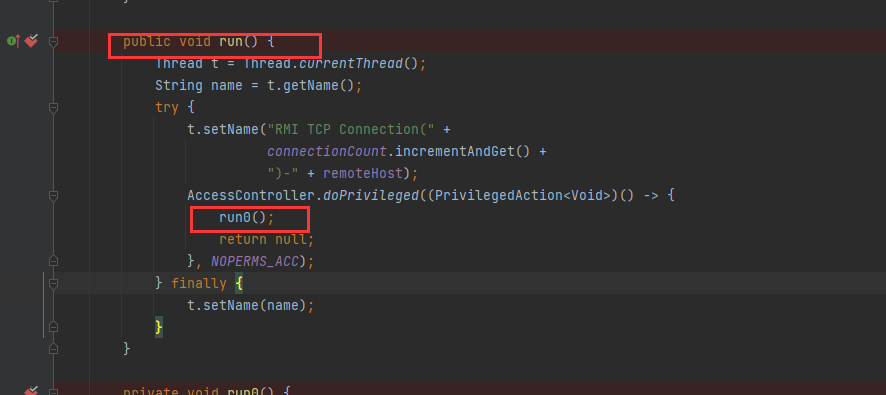 }
public void run() {
Thread t = Thread.currentThread();
String name = t.getName();
try {
t.setName("RMI TCP Connection(" +
connectionCount.incrementAndGet() +
")-" + remoteHost);
AccessController.doPrivileged((PrivilegedAction<Void>)() -> {
run0();
return null;
}, NOPERMS_ACC);
} finally {
t.setName(name);
}
}
private void run0() {